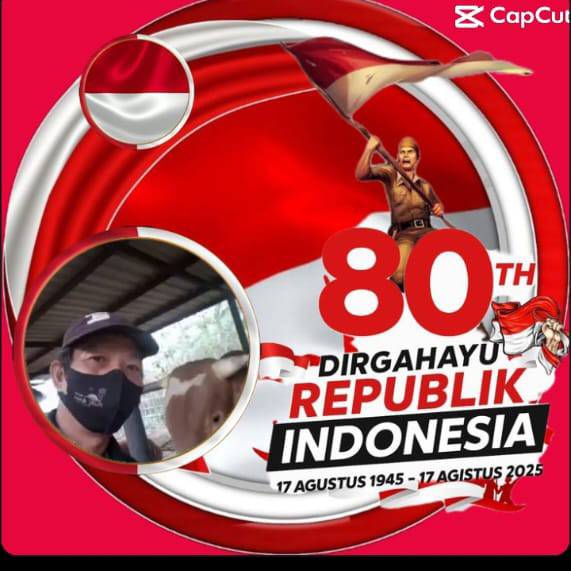 CapCut
80TH
DIRGAHAYU
REPUBLIK
INDONESIA
17 AGUSTUS 1945 - 17 AGISTUS 2025